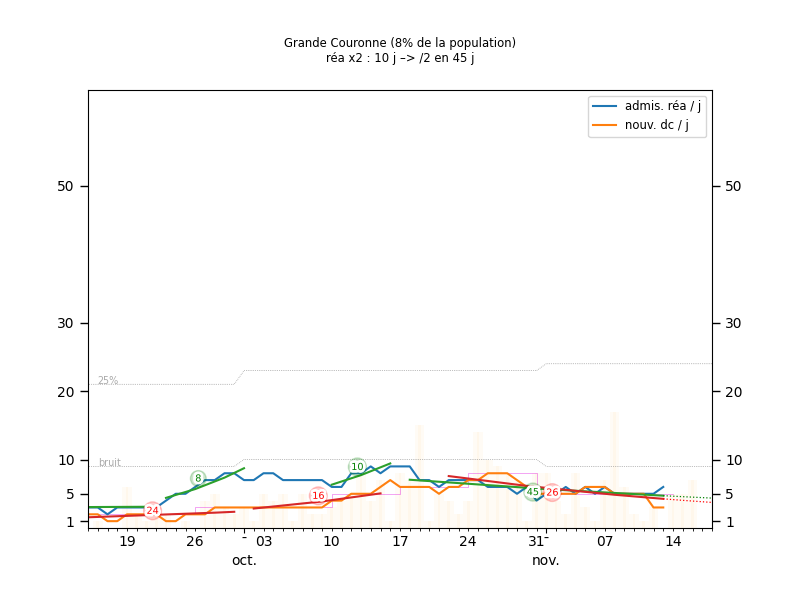 Grande Couronne (8% de la population)
réa x2 : 10 j –> /2 en 45 j
admis. réa / j
nouv. dc / j
50 50
30 30
25%
20 20
10 10
bruit
8 10
5 5
45 26
16
24
1 1
19 26 - 03 10 17 24 31 - 07 14
oct. nov.